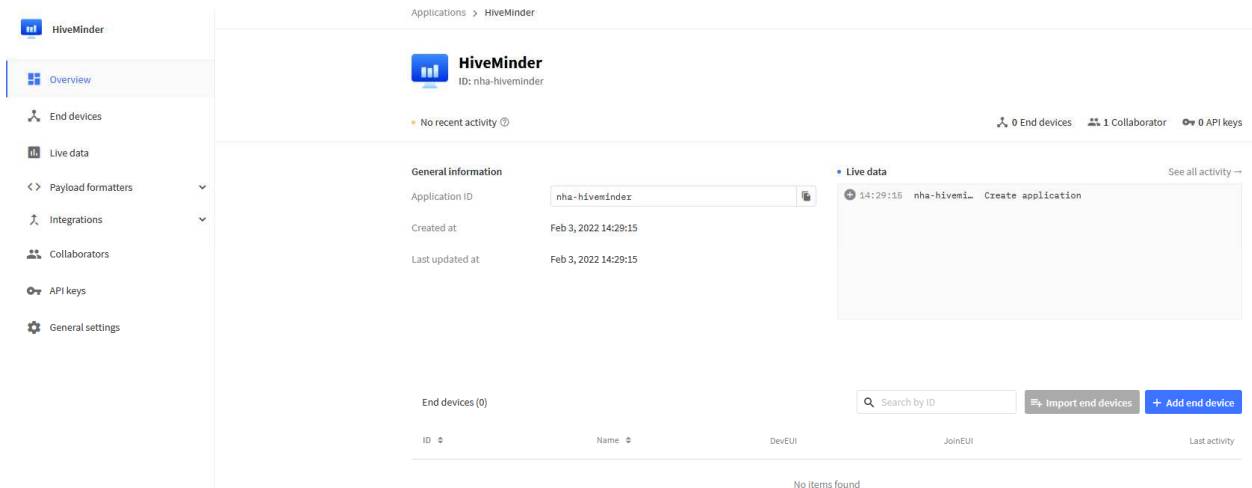 HiveMinder
Overview
End devices
Live data
Payload formatters
Integrations
Collaborators
API keys
General settings
Applications > HiveMinder
HiveMinder
ID: nha-hiveminder
No recent activity
0 End devices 1 Collaborator 0 API keys
General information
Application ID nha-hiveminder
Created at Feb 3, 2022 14:29:15
Last updated at Feb 3, 2022 14:29:15
Live data See all activity →
14:29:15 nha-hivemi… Create application
End devices (0)
Search by ID
Import end devices
+ Add end device
ID Name DevEUI JoinEUI Last activity
No items found